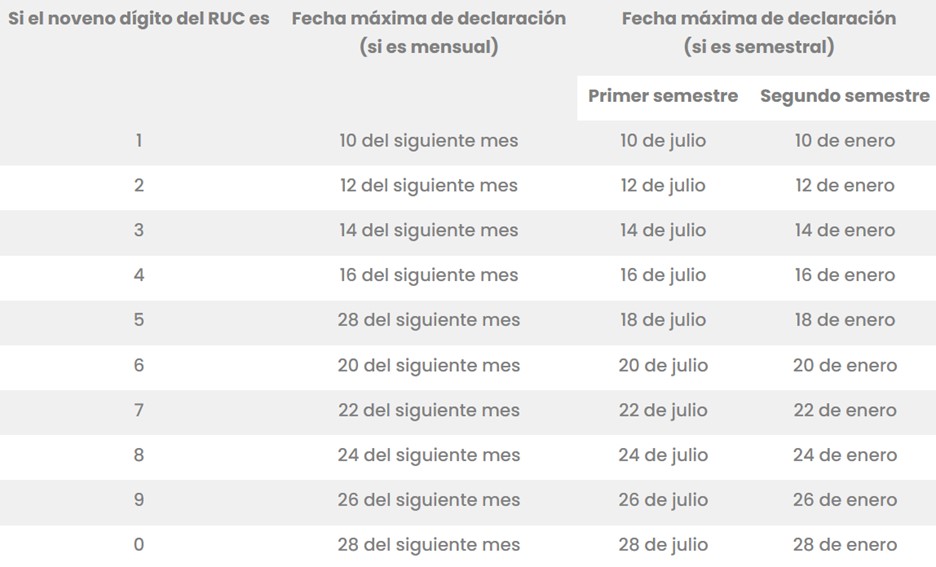 Si el noveno dígito del RUC es Fecha máxima de declaración Fecha máxima de declaración
(si es mensual) (si es semestral)
Primer semestre Segundo semestre
1 10 del siguiente mes 10 de julio 10 de enero
2 12 del siguiente mes 12 de julio 12 de enero
3 14 del siguiente mes 14 de julio 14 de enero
4 16 del siguiente mes 16 de julio 16 de enero
5 28 del siguiente mes 18 de julio 18 de enero
6 20 del siguiente mes 20 de julio 20 de enero
7 22 del siguiente mes 22 de julio 22 de enero
8 24 del siguiente mes 24 de julio 24 de enero
9 26 del siguiente mes 26 de julio 26 de enero
0 28 del siguiente mes 28 de julio 28 de enero